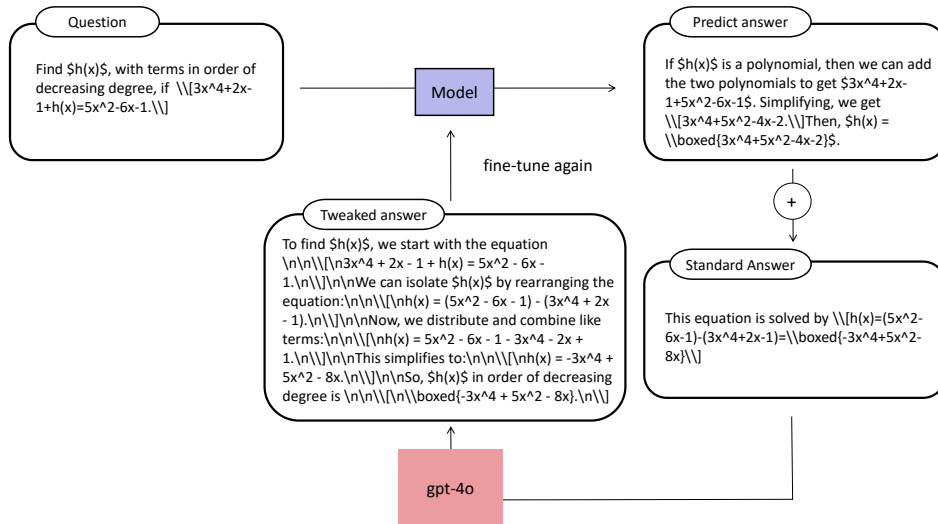 Question
Find $h(x)$, with terms in order of
decreasing degree, if \\[3x^4+2x-
1+h(x)=5x^2-6x-1.\\]
Model
Predict answer
If $h(x)$ is a polynomial, then we can add
the two polynomials to get $3x^4+2x-
1+5x^2-6x-1$. Simplifying, we get
\\[3x^4+5x^2-4x-2.\\]Then, $h(x) =
\\boxed{3x^4+5x^2-4x-2}$.
fine-tune again
+
Tweaked answer
To find $h(x)$, we start with the equation
\n\n\\[\n3x^4 + 2x - 1 + h(x) = 5x^2 - 6x -
1.\n\\]\n\nWe can isolate $h(x)$ by rearranging the
equation:\n\n\\[\nh(x) = (5x^2 - 6x - 1) - (3x^4 + 2x
- 1).\n\\]\n\nNow, we distribute and combine like
terms:\n\n\\[\nh(x) = 5x^2 - 6x - 1 - 3x^4 - 2x +
1.\n\\]\n\nThis simplifies to:\n\n\\[\nh(x) = -3x^4 +
5x^2 - 8x.\n\\]\n\nSo, $h(x)$ in order of decreasing
degree is \n\n\\[\n\\boxed{-3x^4 + 5x^2 - 8x}.\n\\]
Standard Answer
This equation is solved by \\[h(x)=(5x^2-
6x-1)-(3x^4+2x-1)=\\boxed{-3x^4+5x^2-
8x}\\]
gpt-4o